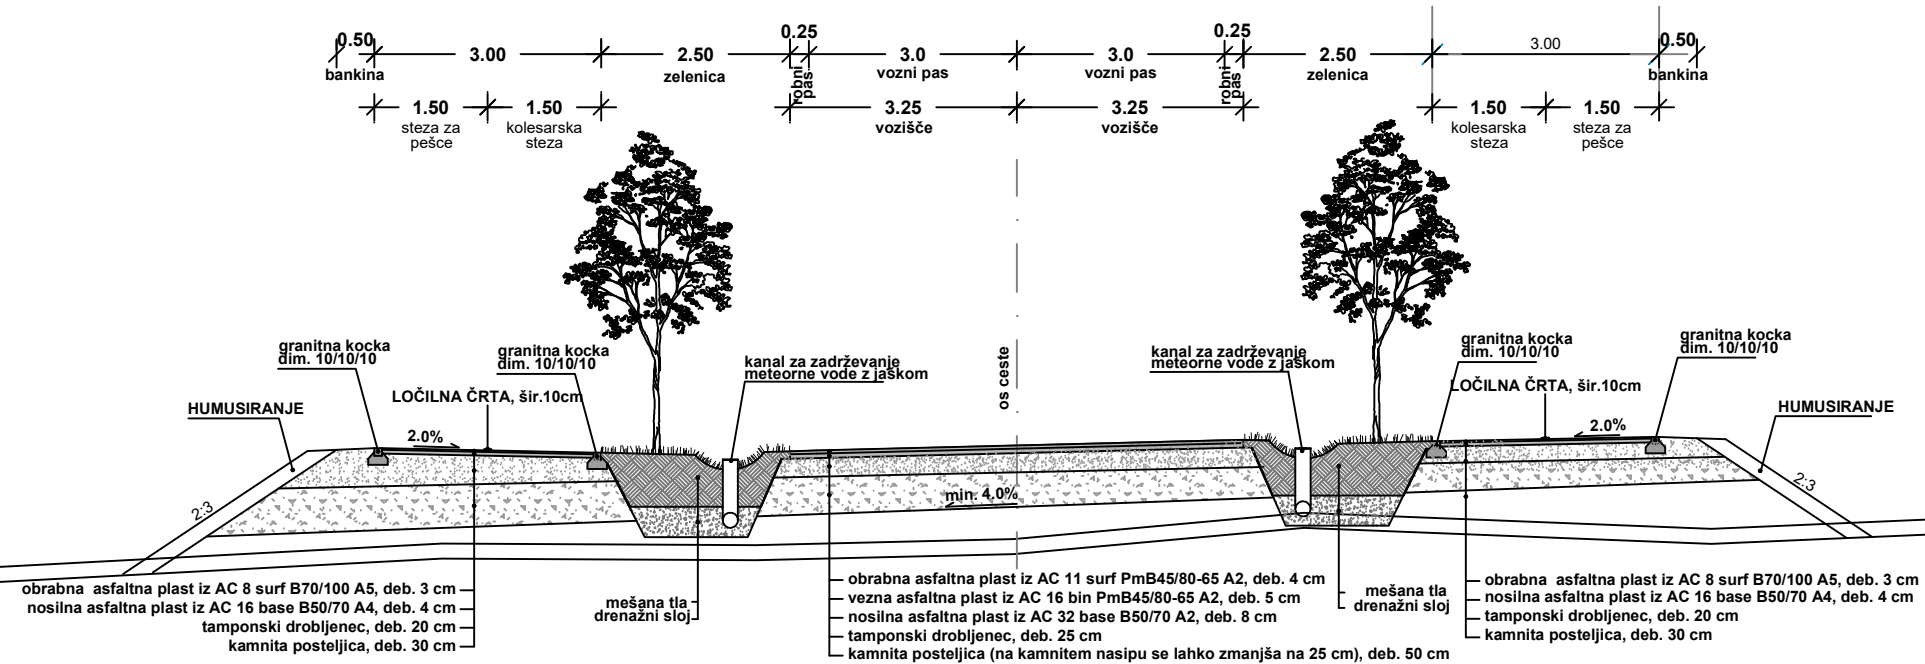 0.50
3.00
2.50
0.25
3.0
3.0
0.25
2.50
3.00
0.50
bankina
zelenica
robni
pas
vozni pas
vozni pas
robni
pas
zelenica
bankina
1.50
1.50
3.25
3.25
1.50
1.50
steza za
pešce
kolesarska
steza
vozišče
vozišče
kolesarska
steza
steza za
pešce
granitna kocka
dim. 10/10/10
granitna kocka
dim. 10/10/10
kanal za zadrževanje
meteorne vode z jaškom
os ceste
kanal za zadrževanje
meteorne vode z jaškom
granitna kocka
dim. 10/10/10
granitna kocka
dim. 10/10/10
HUMUSIRANJE
LOČILNA ČRTA, šir.10cm
LOČILNA ČRTA, šir.10cm
HUMUSIRANJE
2.0%
2.0%
2:3
min. 4.0%
2:3
obrabna asfaltna plast iz AC 8 surf B70/100 A5, deb. 3 cm
nosilna asfaltna plast iz AC 16 base B50/70 A4, deb. 4 cm
tamponski drobljenec, deb. 20 cm
kamnita posteljica, deb. 30 cm
mešana tla
drenažni sloj
obrabna asfaltna plast iz AC 11 surf PmB45/80-65 A2, deb. 4 cm
vezna asfaltna plast iz AC 16 bin PmB45/80-65 A2, deb. 5 cm
nosilna asfaltna plast iz AC 32 base B50/70 A2, deb. 8 cm
tamponski drobljenec, deb. 25 cm
kamnita posteljica (na kamnitem nasipu se lahko zmanjša na 25 cm), deb. 50 cm
mešana tla
drenažni sloj
obrabna asfaltna plast iz AC 8 surf B70/100 A5, deb. 3 cm
nosilna asfaltna plast iz AC 16 base B50/70 A4, deb. 4 cm
tamponski drobljenec, deb. 20 cm
kamnita posteljica, deb. 30 cm